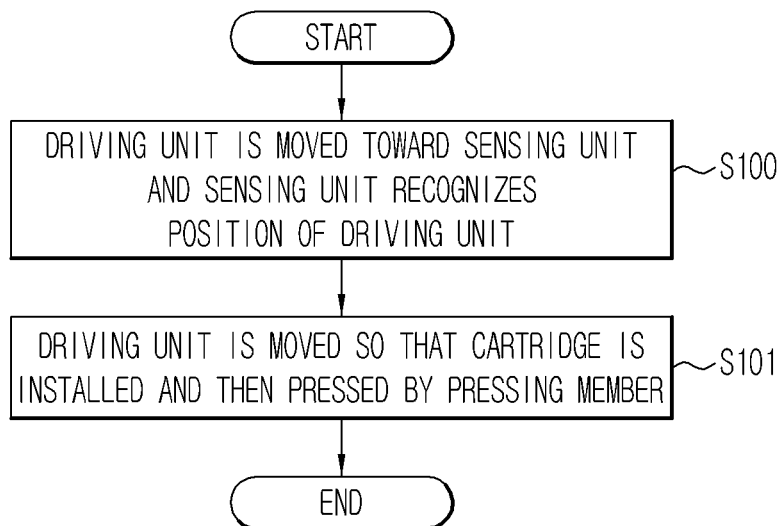 START
DRIVING UNIT IS MOVED TOWARD SENSING UNIT
AND SENSING UNIT RECOGNIZES
POSITION OF DRIVING UNIT
S100
DRIVING UNIT IS MOVED SO THAT CARTRIDGE IS
INSTALLED AND THEN PRESSED BY PRESSING MEMBER
S101
END